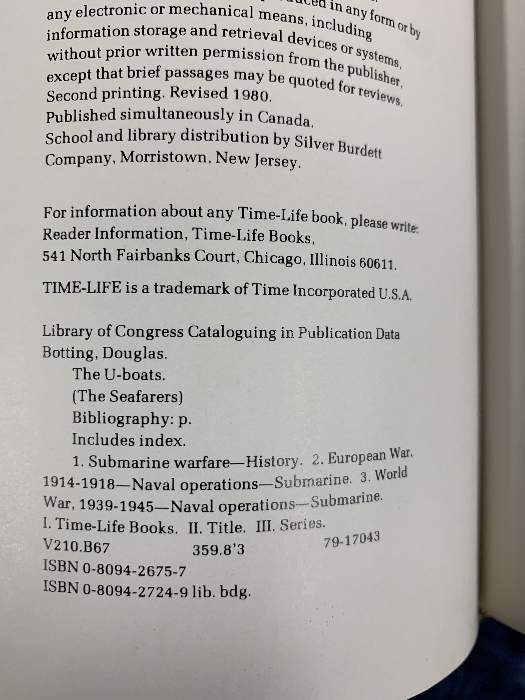 in any form or by
any electronic or mechanical means, including
information storage and retrieval devices or systems,
without prior written permission from the publisher,
except that brief passages may be quoted for reviews.
Second printing. Revised 1980.
Published simultaneously in Canada.
School and library distribution by Silver Burdett
Company, Morristown, New Jersey.
For information about any Time-Life book, please write:
Reader Information, Time-Life Books,
541 North Fairbanks Court, Chicago, Illinois 60611.
TIME-LIFE is a trademark of Time Incorporated U.S.A.
Library of Congress Cataloguing in Publication Data
Botting, Douglas.
The U-boats.
(The Seafarers)
Bibliography: p.
Includes index.
1. Submarine warfare—History. 2. European War,
1914-1918—Naval operations—Submarine. 3. World
War, 1939-1945—Naval operations—Submarine.
I. Time-Life Books. II. Title. III. Series.
V210.B67 359.8'3 79-17043
ISBN 0-8094-2675-7
ISBN 0-8094-2724-9 lib. bdg.